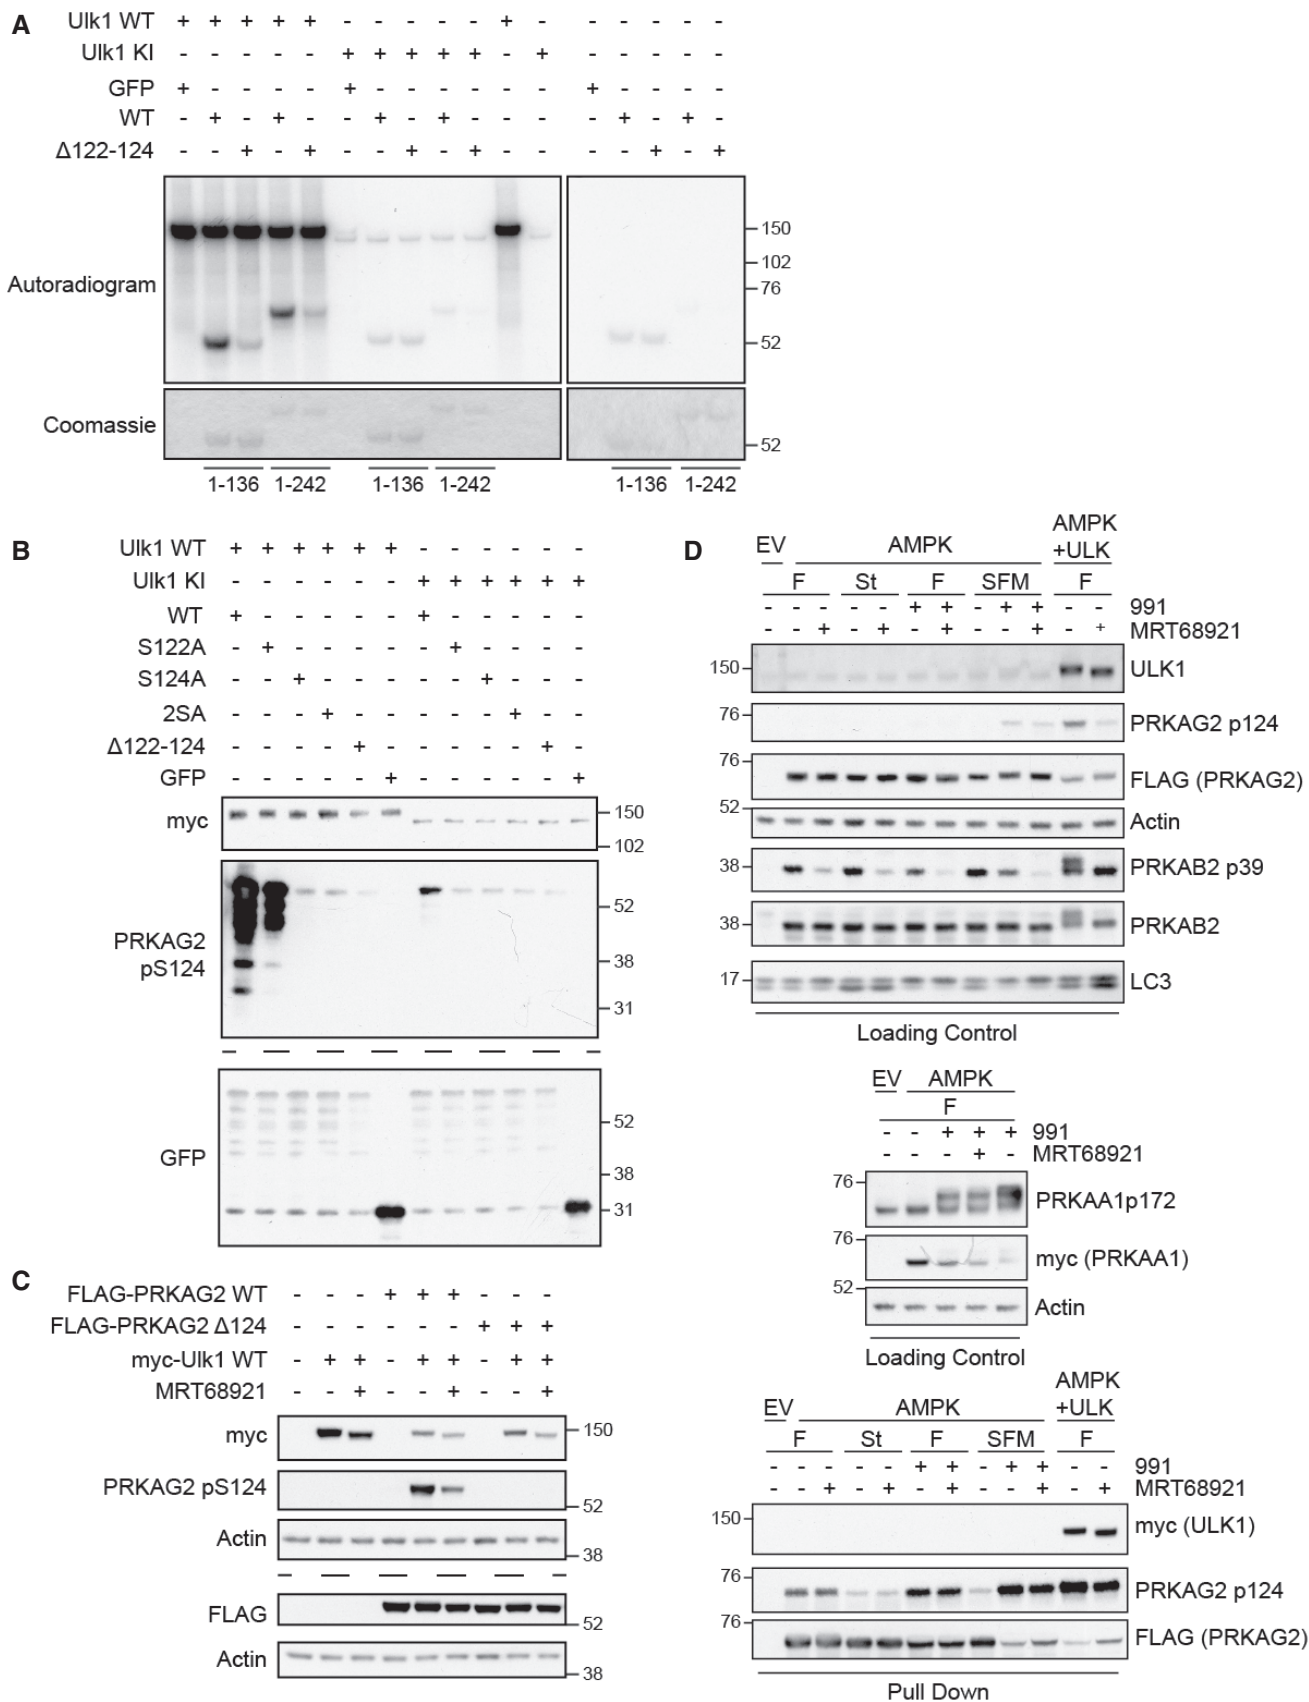 A
Ulk1 WT + + + + + - - - - - + - - - - - -
Ulk1 KI - - - - - + + + + + - + - - - - -
GFP + - - - - + - - - - - - + - - - -
WT - + - + - - + - + - - - - + - + -
Δ122-124 - - + - + - - + - + - - - - + - +
Autoradiogram
150
102
76
52
Coomassie
52
1-136 1-242 1-136 1-242 1-136 1-242
B
Ulk1 WT + + + + + + - - - - - -
Ulk1 KI - - - - - - + + + + + +
WT + - - - - - + - - - - -
S122A - + - - - - - + - - - -
S124A - - + - - - - - + - - -
2SA - - - + - - - - - + - -
Δ122-124 - - - - + - - - - - + -
GFP - - - - - + - - - - - +
myc
150
102
PRKAG2
pS124
52
38
31
GFP
52
38
31
C
FLAG-PRKAG2 WT - - - + + + - - -
FLAG-PRKAG2 Δ124 - - - - - - + + +
myc-Ulk1 WT - + + - + + - + +
MRT68921 - - + - - + - - +
myc
150
PRKAG2 pS124
52
Actin
38
FLAG
52
Actin
38
D
EV AMPK AMPK
+ULK
F St F SFM F
- - - - - + + - + + - - 991
- - + - + - + - - + - + MRT68921
150 ULK1
76 PRKAG2 p124
76 FLAG (PRKAG2)
52 Actin
38 PRKAB2 p39
38 PRKAB2
17 LC3
Loading Control
EV AMPK
F
- - + + + 991
- - - + - MRT68921
76 PRKAA1p172
76 myc (PRKAA1)
52 Actin
Loading Control
EV AMPK AMPK
+ULK
F St F SFM F
- - - - - + + - + + - - 991
- - + - + - + - - + - + MRT68921
150 myc (ULK1)
76 PRKAG2 p124
76 FLAG (PRKAG2)
Pull Down